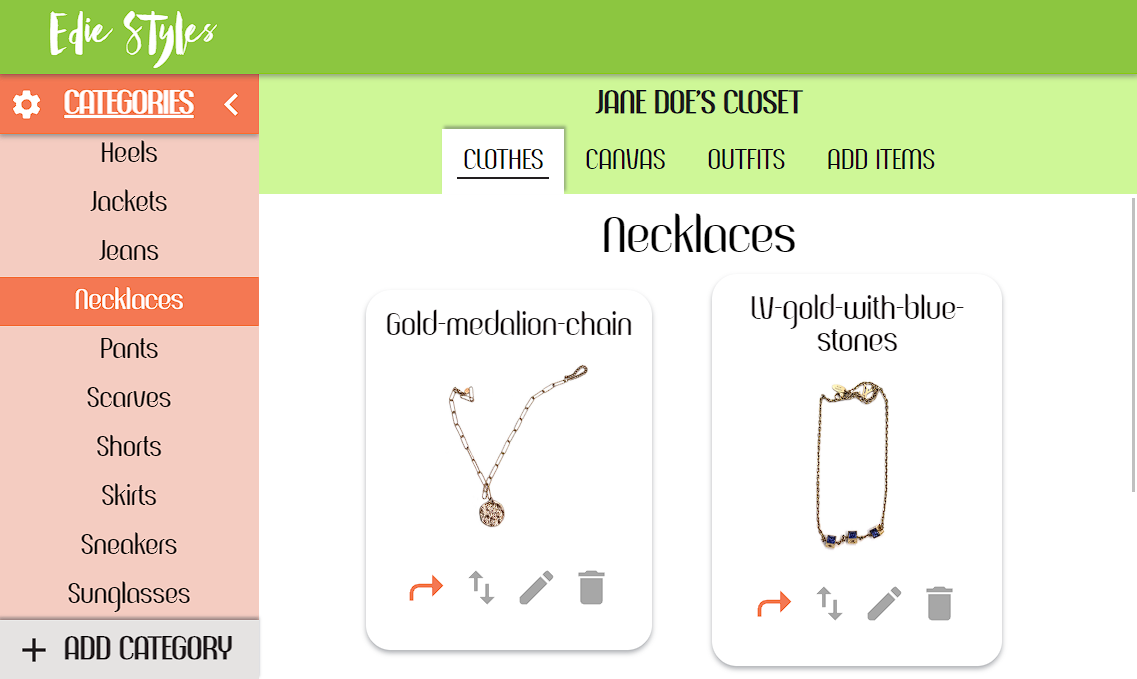 Edie Styles
CATEGORIES
Heels
Jackets
Jeans
Necklaces
Pants
Scarves
Shorts
Skirts
Sneakers
Sunglasses
ADD CATEGORY
JANE DOE'S CLOSET
CLOTHES CANVAS OUTFITS ADD ITEMS
Necklaces
Gold-medalion-chain
LV-gold-with-blue-
stones